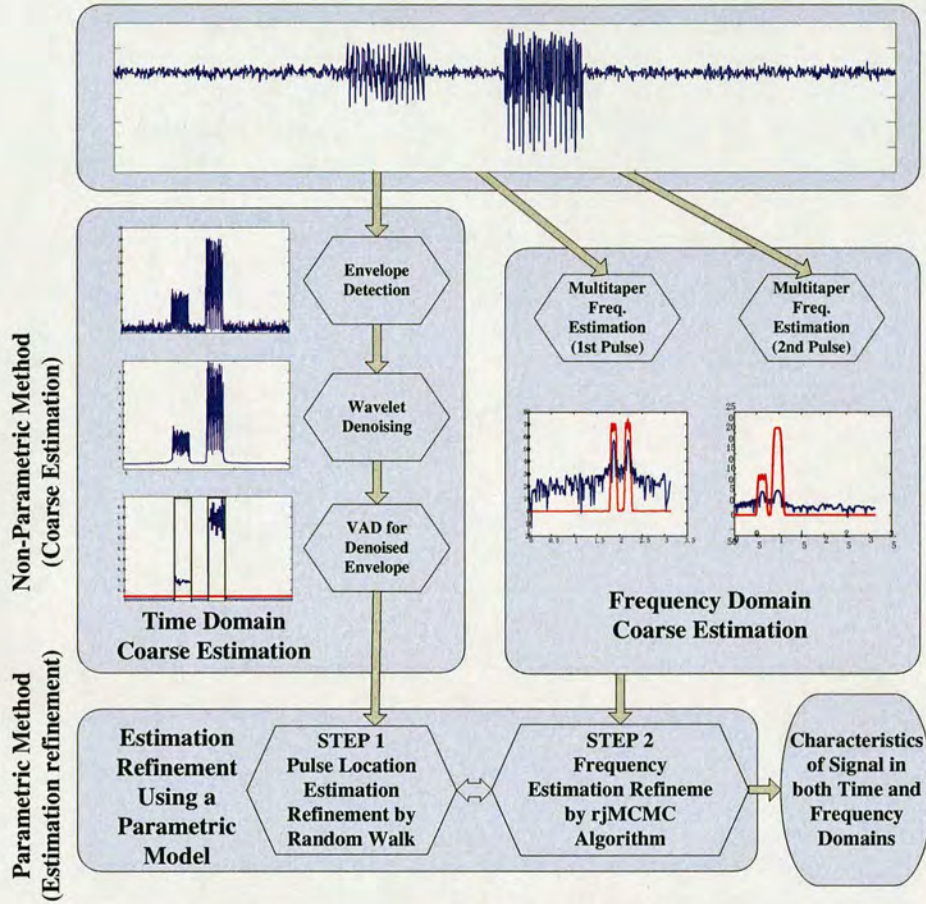 Envelope
Detection
Wavelet
Denoising
VAD for
Denoised
Envelope
Time Domain
Coarse Estimation
Multitaper
Freq.
Estimation
(1st Pulse)
Multitaper
Freq.
Estimation
(2nd Pulse)
Frequency Domain
Coarse Estimation
Non-Parametric Method
(Coarse Estimation)
Parametric Method
(Estimation refinement)
Estimation
Refinement
Using a
Parametric
Model
STEP 1
Pulse Location
Estimation
Refinement by
Random Walk
STEP 2
Frequency
Estimation Refineme
by rjMCMC
Algorithm
Characteristics
of Signal in
both Time and
Frequency
Domains